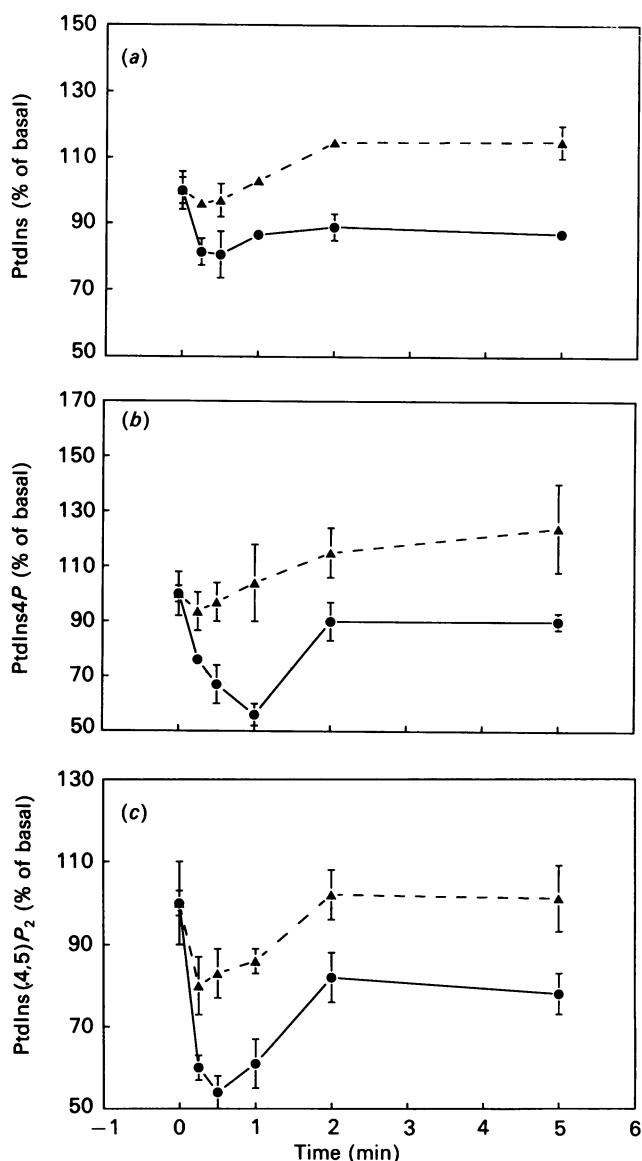 (a)
PtdIns (% of basal)
150
130
110
90
70
50
(b)
PtdIns4P (% of basal)
170
150
130
110
90
70
50
(c)
PtdIns(4,5)P₂ (% of basal)
130
110
90
70
50
−1 0 1 2 3 4 5 6
Time (min)